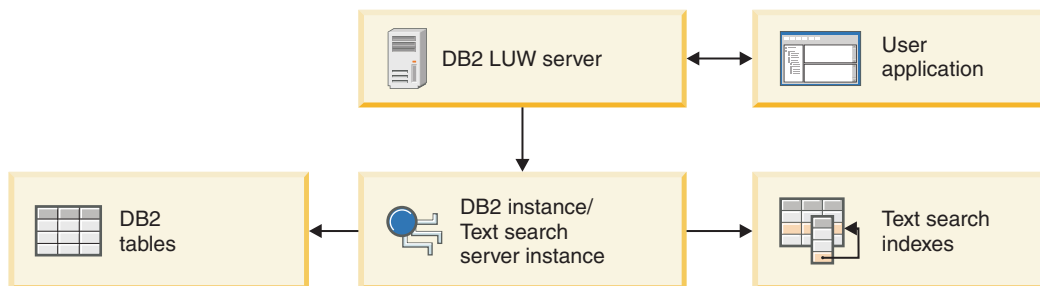 DB2 LUW server
User
application
DB2
tables
DB2 instance/
Text search
server instance
Text search
indexes